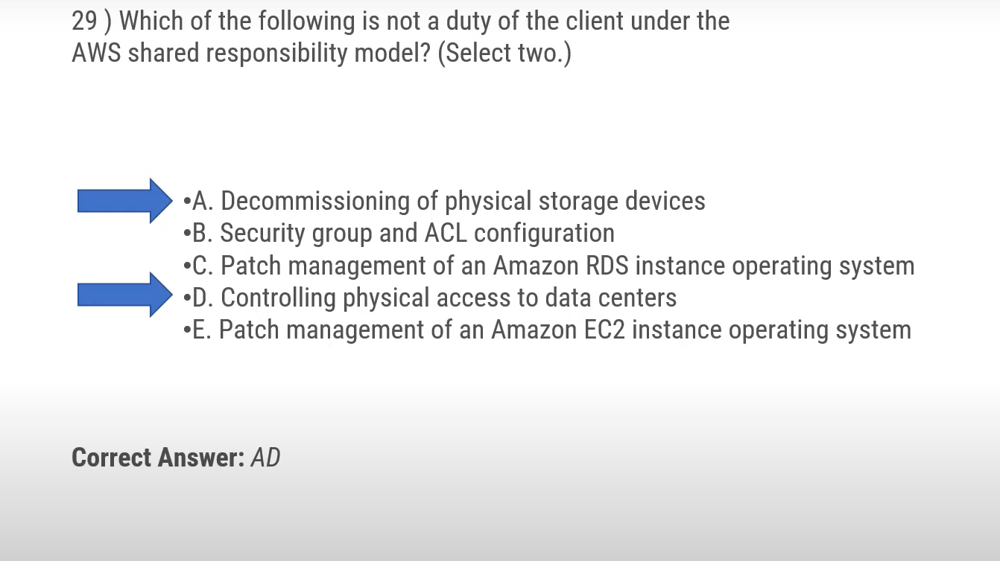 29 ) Which of the following is not a duty of the client under the
AWS shared responsibility model? (Select two.)
•A. Decommissioning of physical storage devices
•B. Security group and ACL configuration
•C. Patch management of an Amazon RDS instance operating system
•D. Controlling physical access to data centers
•E. Patch management of an Amazon EC2 instance operating system
Correct Answer: AD